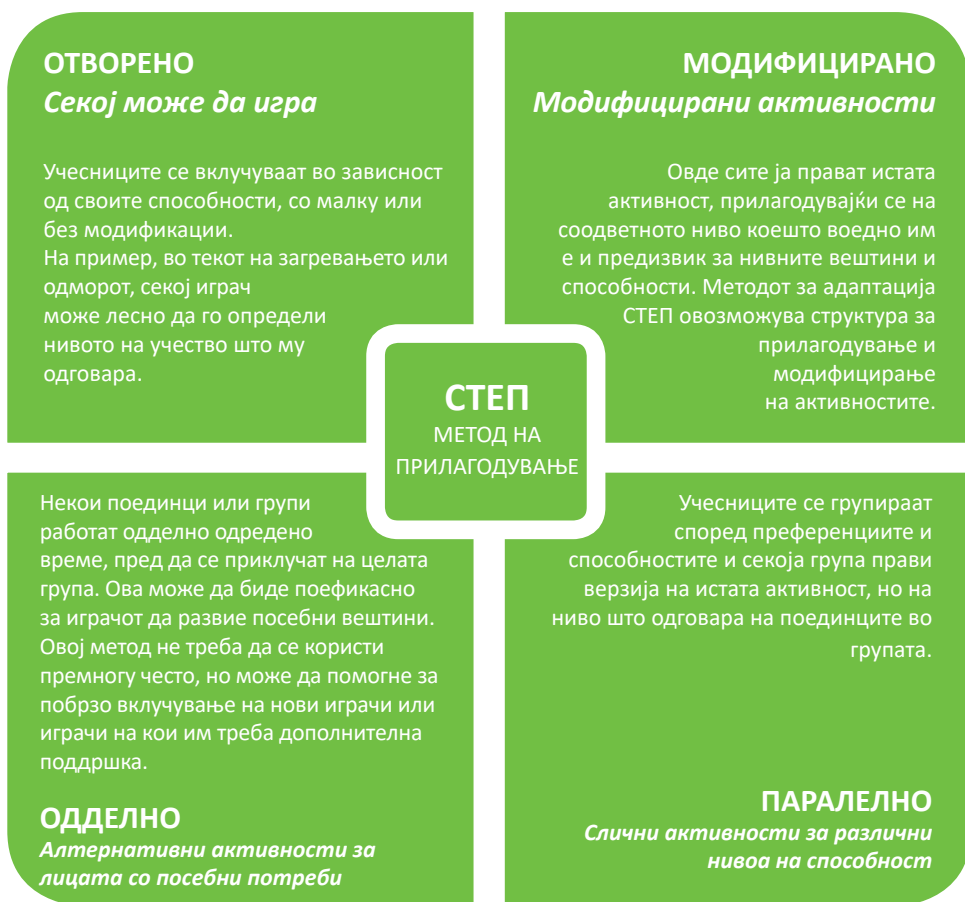 ОТВОРЕНО
Секој може да игра
Учесниците се вклучуваат во зависност
од своите способности, со малку или
без модификации.
На пример, во текот на загревањето или
одморот, секој играч
може лесно да го определи
нивото на учество што му
одговара.
МОДИФИЦИРАНО
Модифицирани активности
Овде сите ја прават истата
активност, прилагодувајќи се на
соодветното ниво коешто воедно им
е и предизвик за нивните вештини и
способности. Методот за адаптација
СТЕП овозможува структура за
прилагодување и
модифицирање
на активностите.
СТЕП
МЕТОД НА
ПРИЛАГОДУВАЊЕ
Некои поединци или групи
работат одделно одредено
време, пред да се приклучат на целата
група. Ова може да биде поефикасно
за играчот да развие посебни вештини.
Овој метод не треба да се користи
премногу често, но може да помогне за
побрзо вклучување на нови играчи или
играчи на кои им треба дополнителна
поддршка.
ОДДЕЛНО
Алтернативни активности за
лицата со посебни потреби
Учесниците се групираат
според преференциите и
способностите и секоја група прави
верзија на истата активност, но на
ниво што одговара на поединците во
групата.
ПАРАЛЕЛНО
Слични активности за различни
нивоа на способност